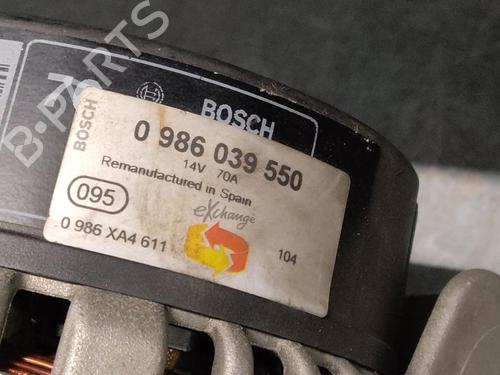 B-PARTS
BOSCH
BOSCH
0 986 039 550
14V 70A
Remanufactured in Spain
eXchange
095
0 986 XA4 611
104